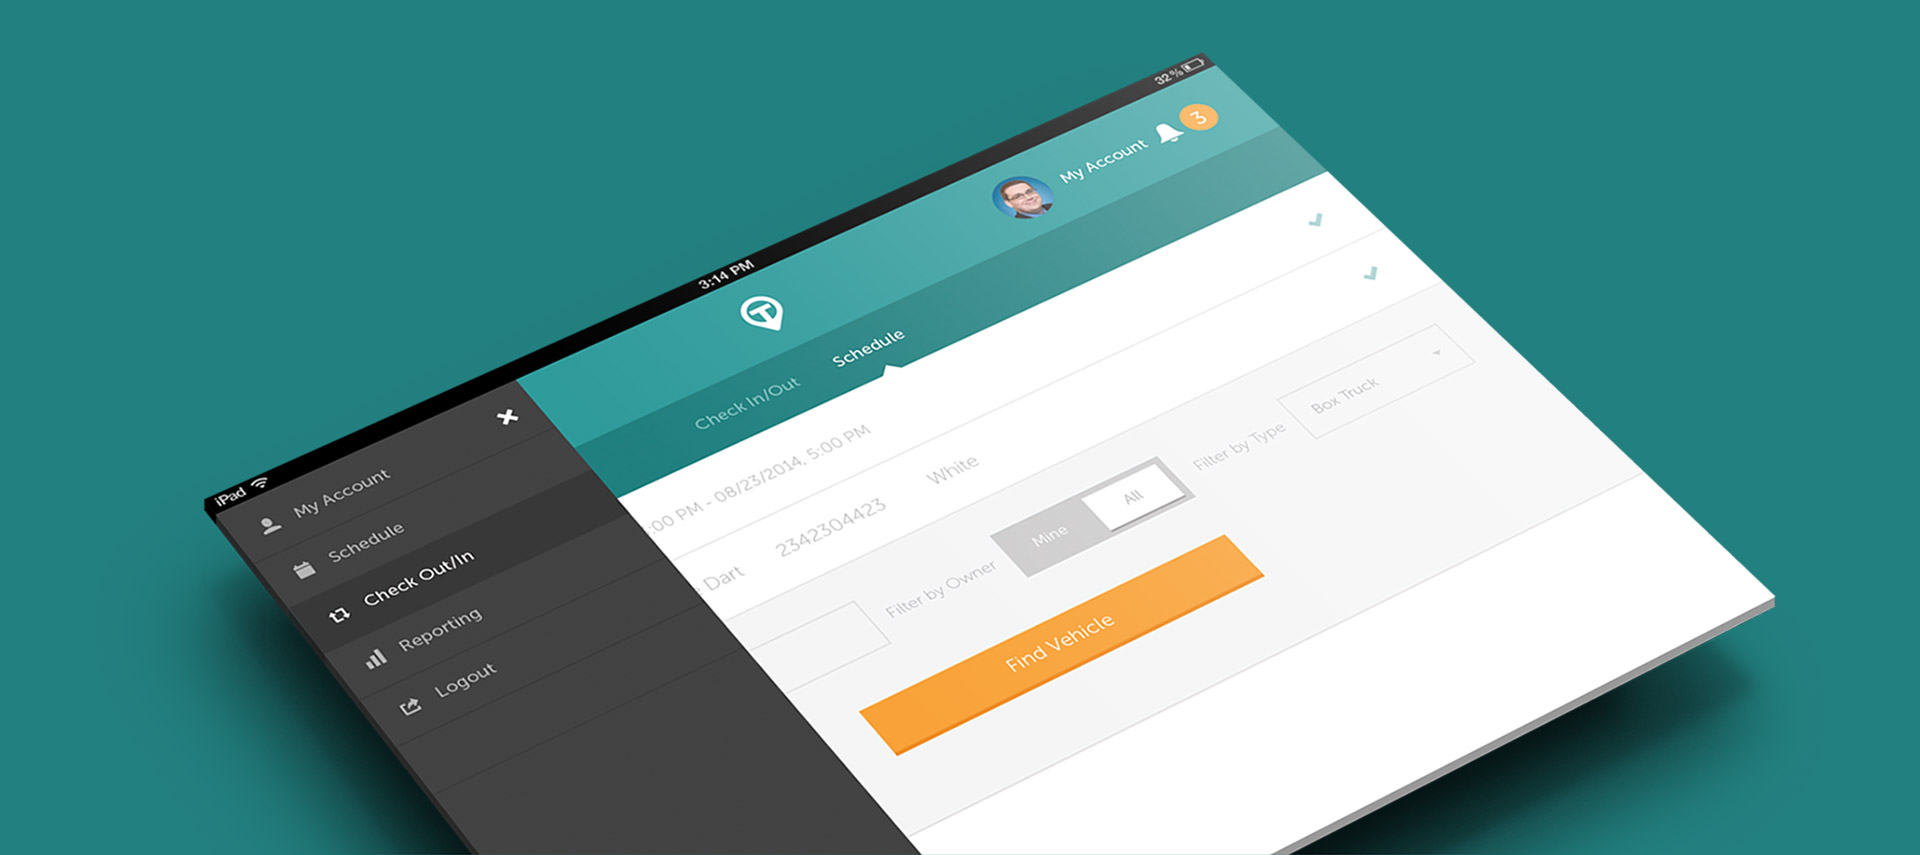 iPad 3:14 PM 32%
My Account 3
T
Check In/Out Schedule
My Account
Schedule
Check Out/In
Reporting
Logout
:00 PM - 08/23/2014, 5:00 PM
Dart 2342304423 White
Filter by Owner Mine All Filter by Type Box Truck
Find Vehicle